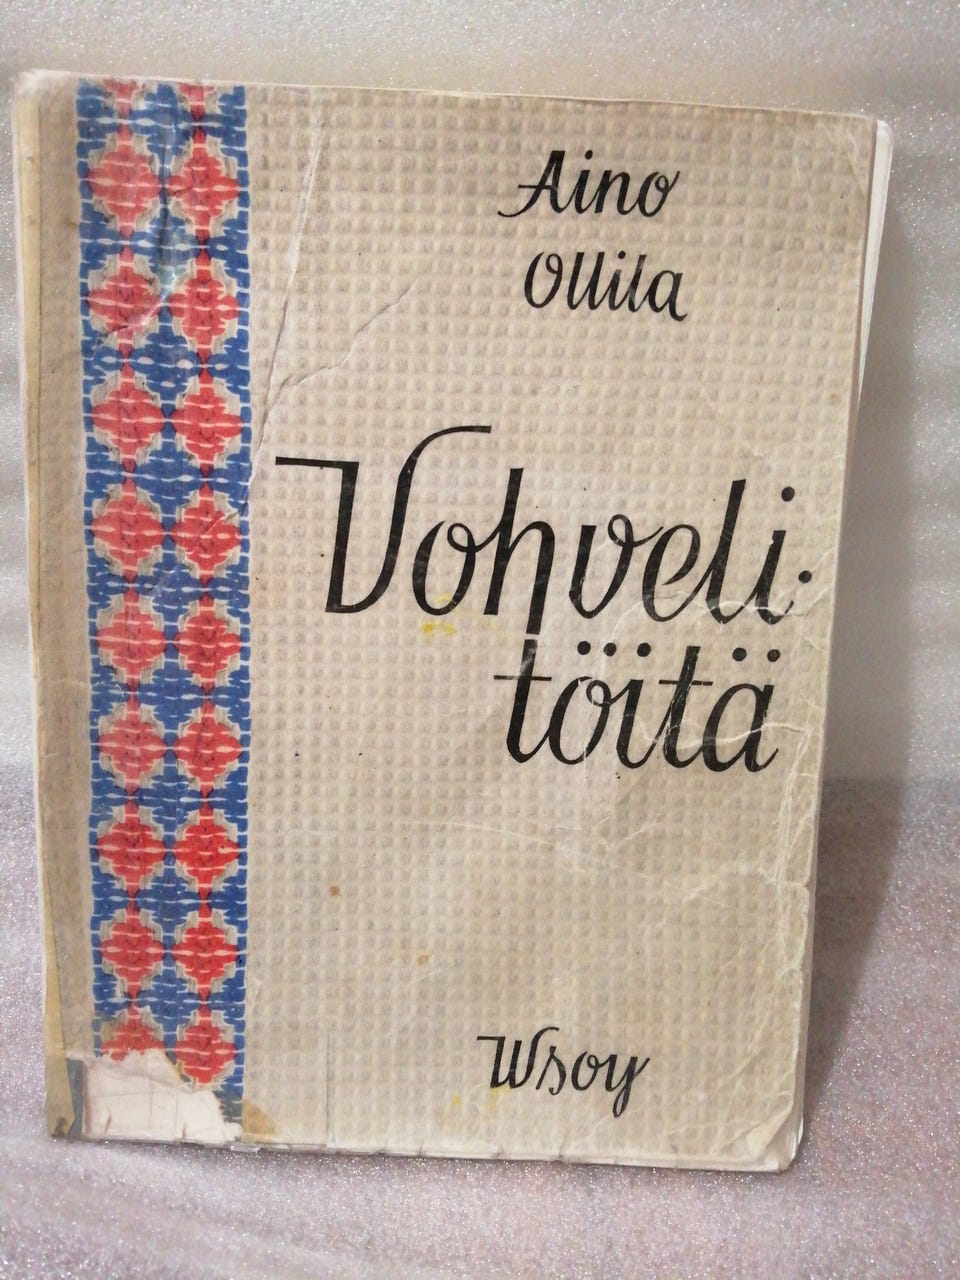 Aino
Ollila
Vohveli-
töitä
Wsoy